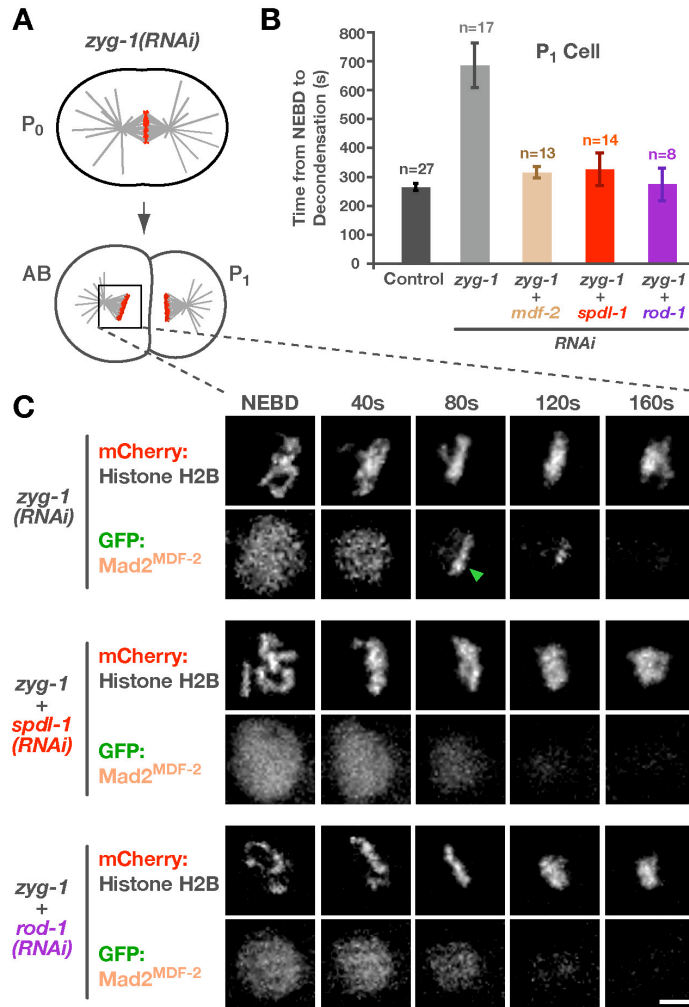 A
zyg-1(RNAi)
P0
AB
P1
B
P1 Cell
Time from NEBD to
Decondensation (s)
800
700
600
500
400
300
200
100
0
n=27
n=17
n=13
n=14
n=8
Control
zyg-1
zyg-1
+
mdf-2
zyg-1
+
spdl-1
zyg-1
+
rod-1
RNAi
C
NEBD
40s
80s
120s
160s
zyg-1
(RNAi)
mCherry:
Histone H2B
GFP:
Mad2MDF-2
zyg-1
+
spdl-1
(RNAi)
mCherry:
Histone H2B
GFP:
Mad2MDF-2
zyg-1
+
rod-1
(RNAi)
mCherry:
Histone H2B
GFP:
Mad2MDF-2